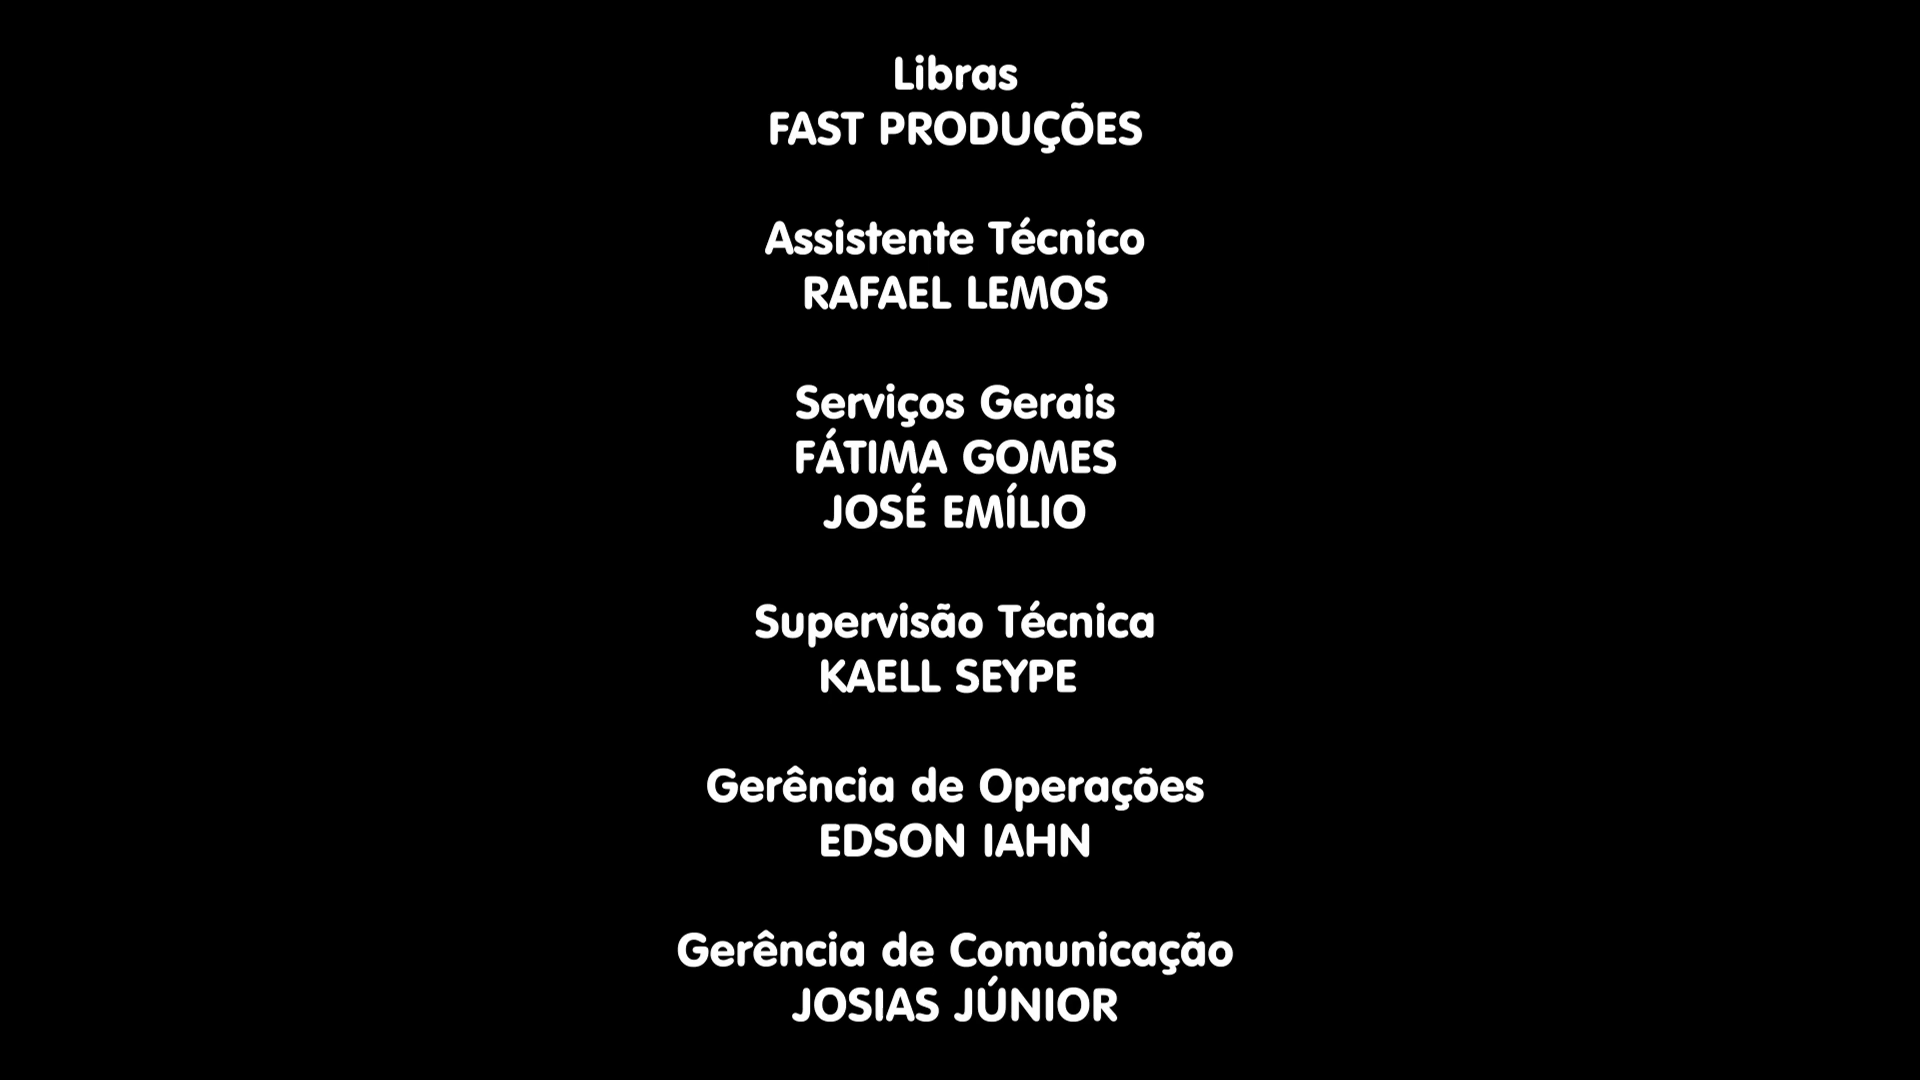 Libras
FAST PRODUÇÕES
Assistente Técnico
RAFAEL LEMOS
Serviços Gerais
FÁTIMA GOMES
JOSÉ EMÍLIO
Supervisão Técnica
KAELL SEYPE
Gerência de Operações
EDSON IAHN
Gerência de Comunicação
JOSIAS JÚNIOR